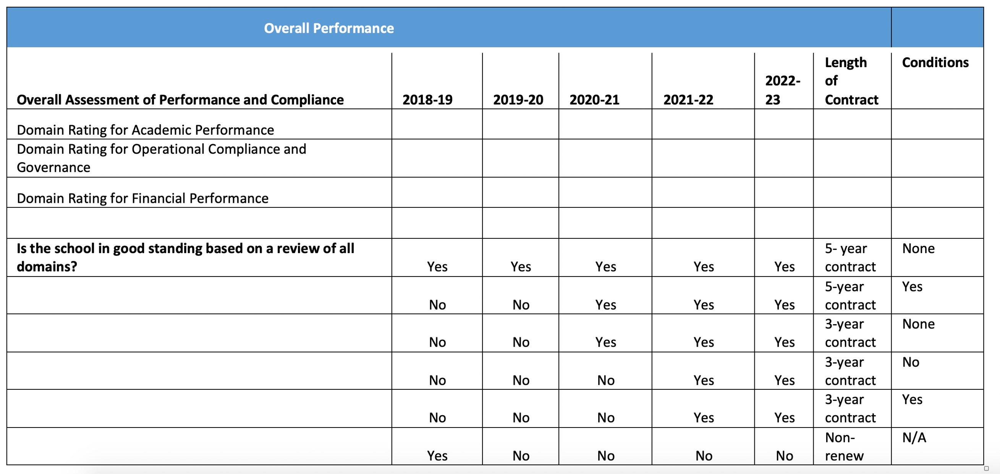 Overall Performance
Overall Assessment of Performance and Compliance 2018-19 2019-20 2020-21 2021-22 2022-23 Length of Contract Conditions
Domain Rating for Academic Performance
Domain Rating for Operational Compliance and
Governance
Domain Rating for Financial Performance
Is the school in good standing based on a review of all
domains? Yes Yes Yes Yes Yes 5- year contract None
No No Yes Yes Yes 5-year contract Yes
No No Yes Yes Yes 3-year contract None
No No No Yes Yes 3-year contract No
No No No Yes Yes 3-year contract Yes
Yes No No No No Non-renew N/A